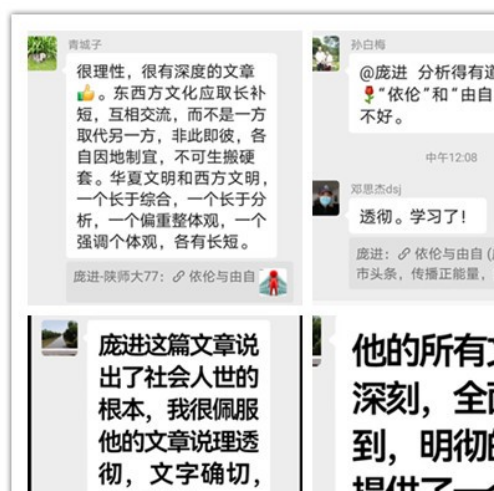 青城子
很理性，很有深度的文章
👍。东西方文化应取长补
短，互相交流，而不是一方
取代另一方，非此即彼，各
自因地制宜，不可生搬硬
套。华夏文明和西方文明，
一个长于综合，一个长于分
析，一个偏重整体观，一个
强调个体观，各有长短。
庞进-陕师大77：依伦与由自
孙白梅
@庞进 分析得有道
🌹“依伦”和“由自
不好。
中午12:08
邓思杰dsj
透彻。学习了！
庞进：依伦与由自（
市头条，传播正能量，
庞进这篇文章说
出了社会人世的
根本，我很佩服
他的文章说理透
彻，文字确切，
他的所有
深刻，全面
到，明彻的
提供了一个